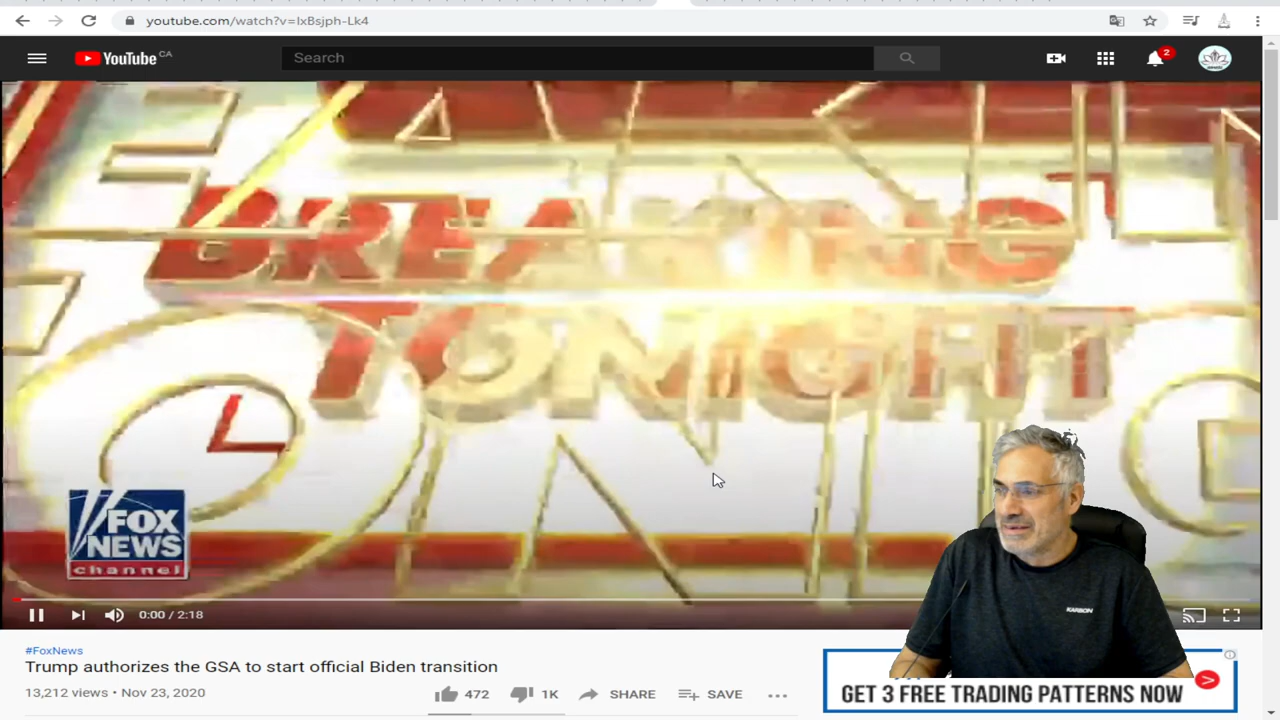 youtube.com/watch?v=IxBsjph-Lk4
YouTube CA
Search
2
BREAKING
TONIGHT
FOX
NEWS
channel
0:00 / 2:18
KARBON
#FoxNews
Trump authorizes the GSA to start official Biden transition
13,212 views • Nov 23, 2020
472
1K
SHARE
SAVE
GET 3 FREE TRADING PATTERNS NOW